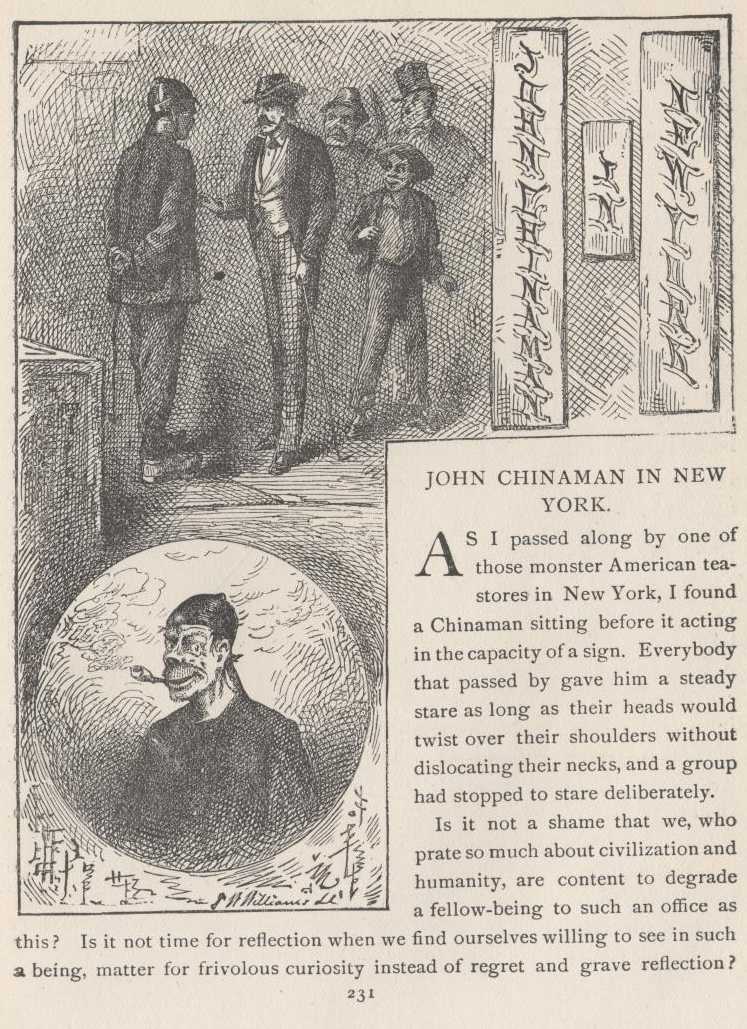 JOHN CHINAMAN IN NEW
YORK.
AS I passed along by one of
those monster American tea-
stores in New York, I found
a Chinaman sitting before it acting
in the capacity of a sign. Everybody
that passed by gave him a steady
stare as long as their heads would
twist over their shoulders without
dislocating their necks, and a group
had stopped to stare deliberately.
Is it not a shame that we, who
prate so much about civilization and
humanity, are content to degrade
a fellow-being to such an office as
this? Is it not time for reflection when we find ourselves willing to see in such
a being, matter for frivolous curiosity instead of regret and grave reflection?
Williams
231